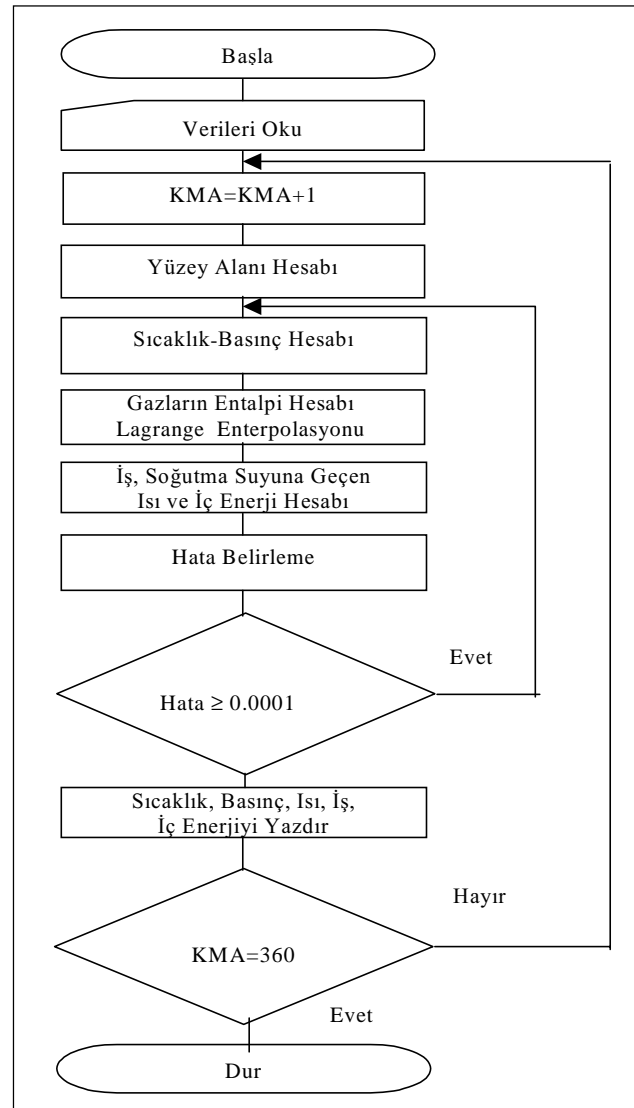 Başla
Verileri Oku
KMA=KMA+1
Yüzey Alanı Hesabı
Sıcaklık-Basınç Hesabı
Gazların Entalpi Hesabı
Lagrange Enterpolasyonu
İş, Soğutma Suyuna Geçen
Isı ve İç Enerji Hesabı
Hata Belirleme
Evet
Hata ≥ 0.0001
Sıcaklık, Basınç, Isı, İş,
İç Enerjiyi Yazdır
Hayır
KMA=360
Evet
Dur